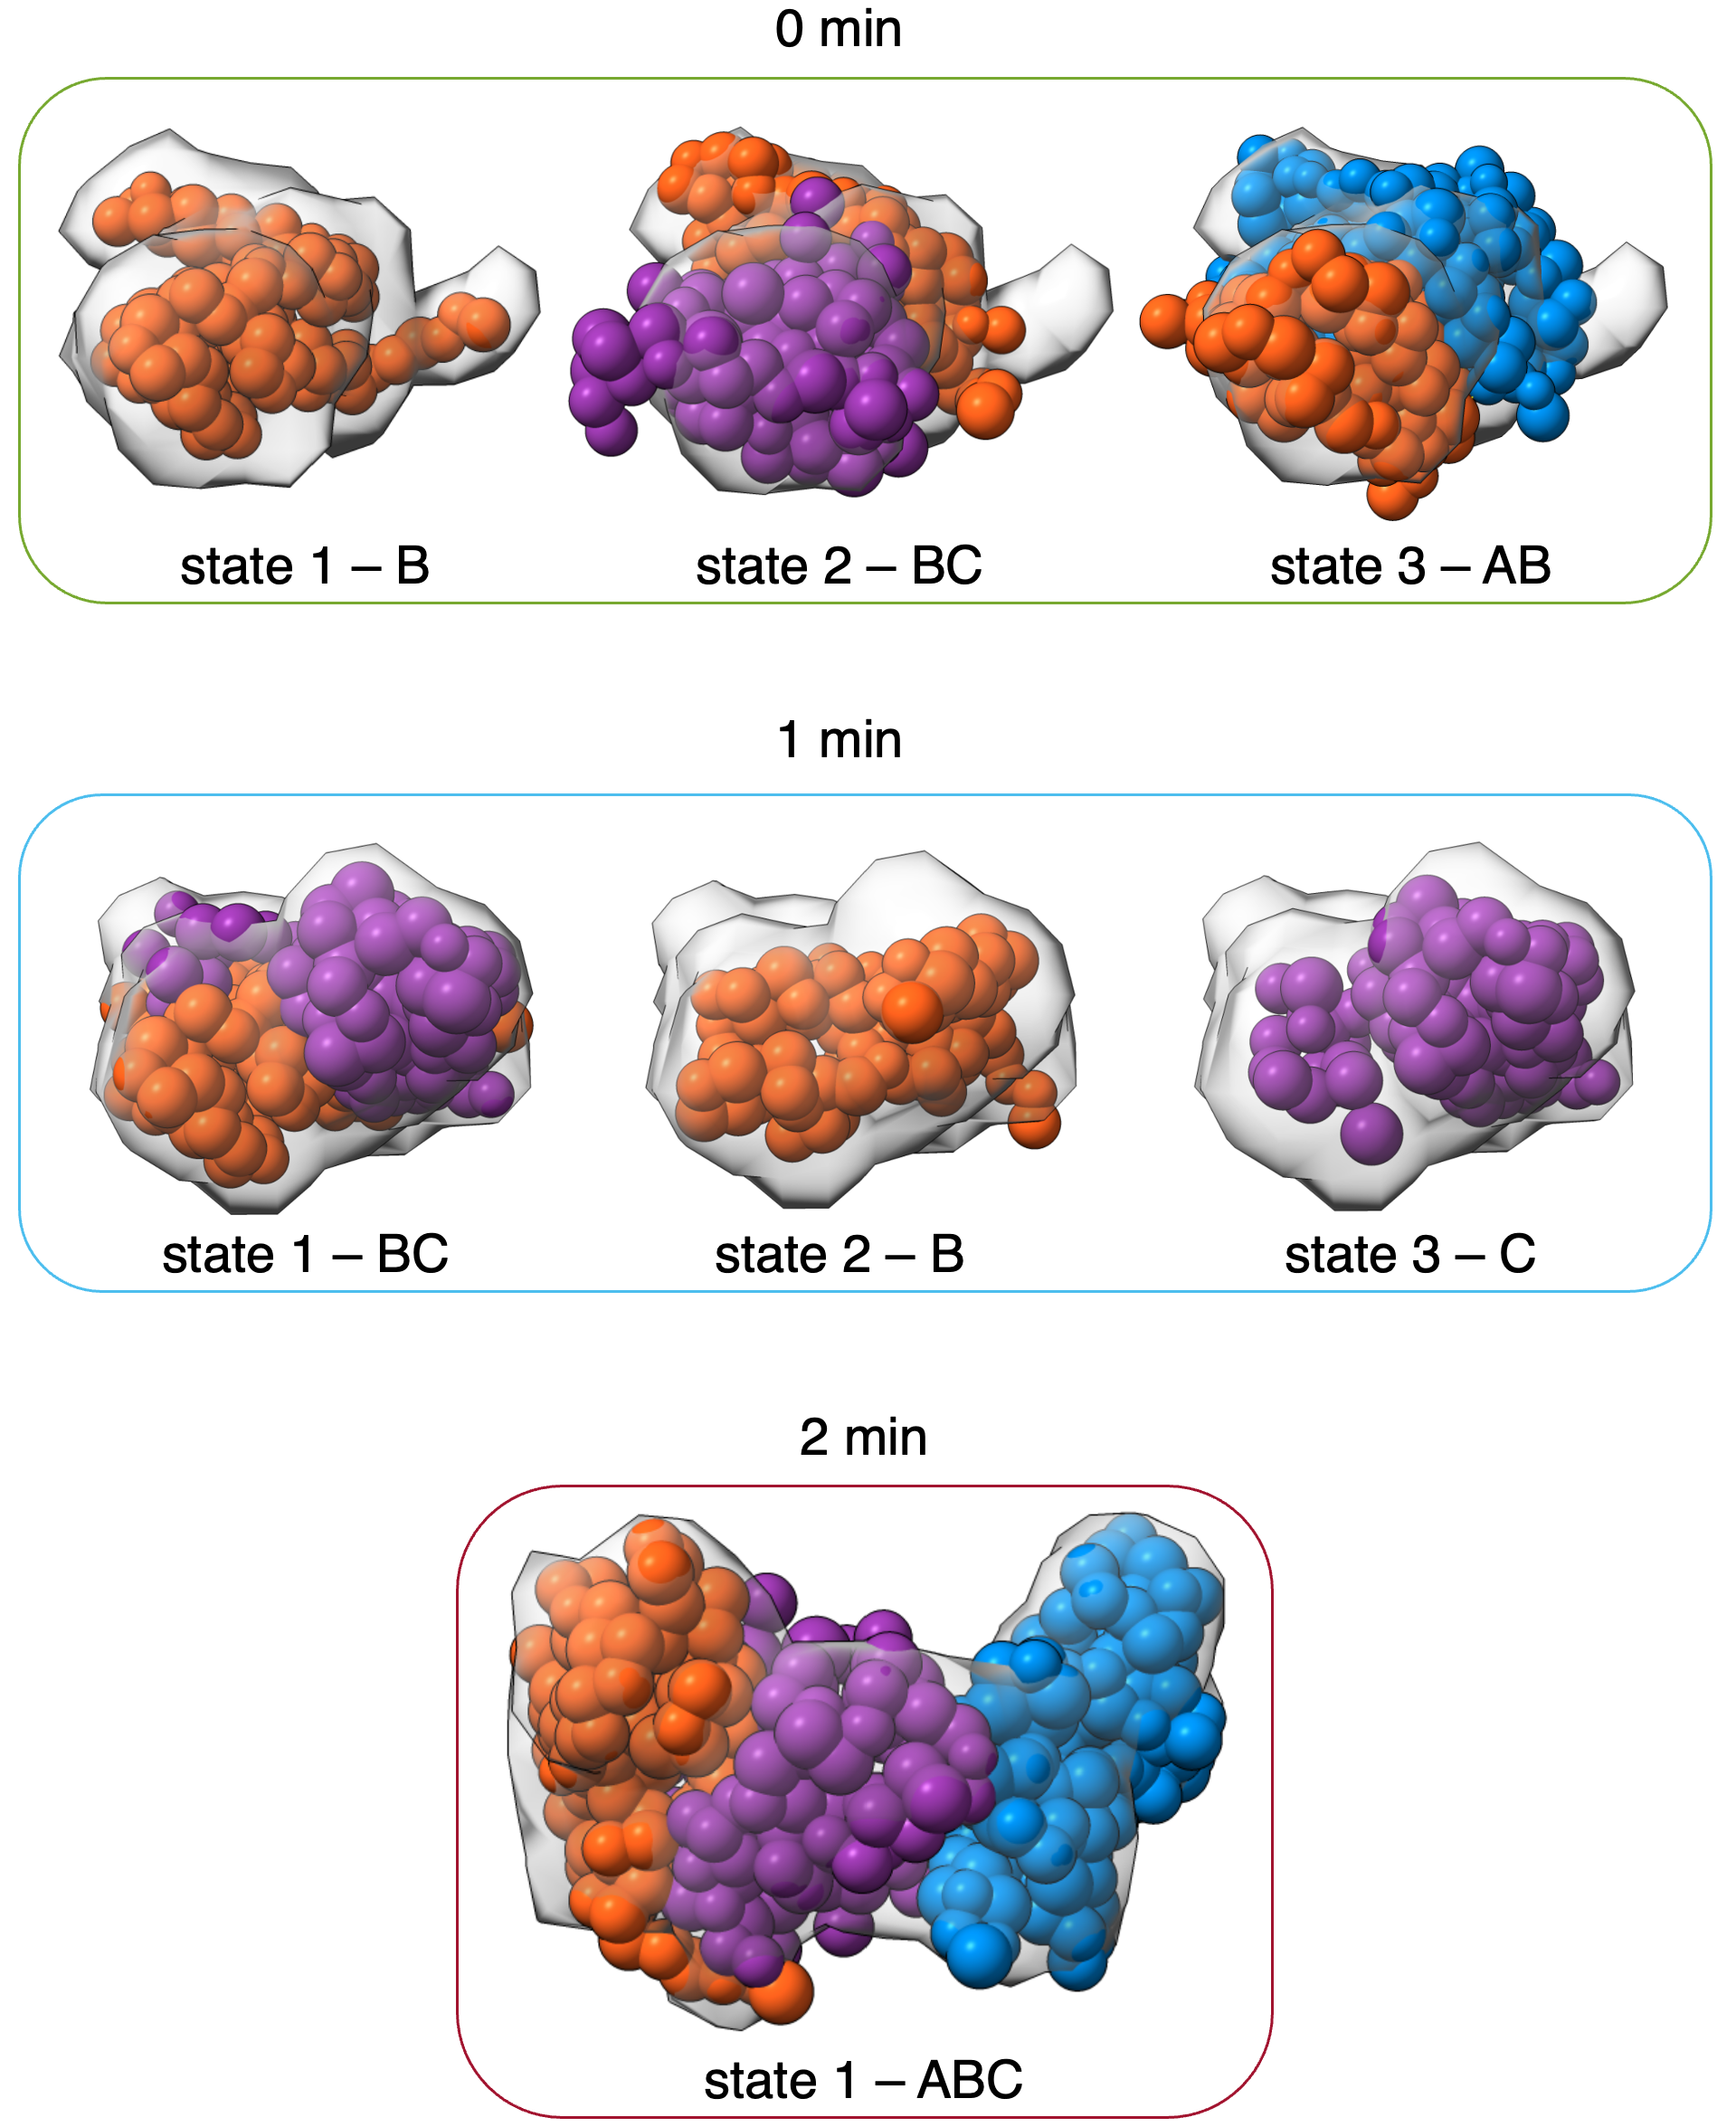 0 min
state 1 – B
state 2 – BC
state 3 – AB
1 min
state 1 – BC
state 2 – B
state 3 – C
2 min
state 1 – ABC